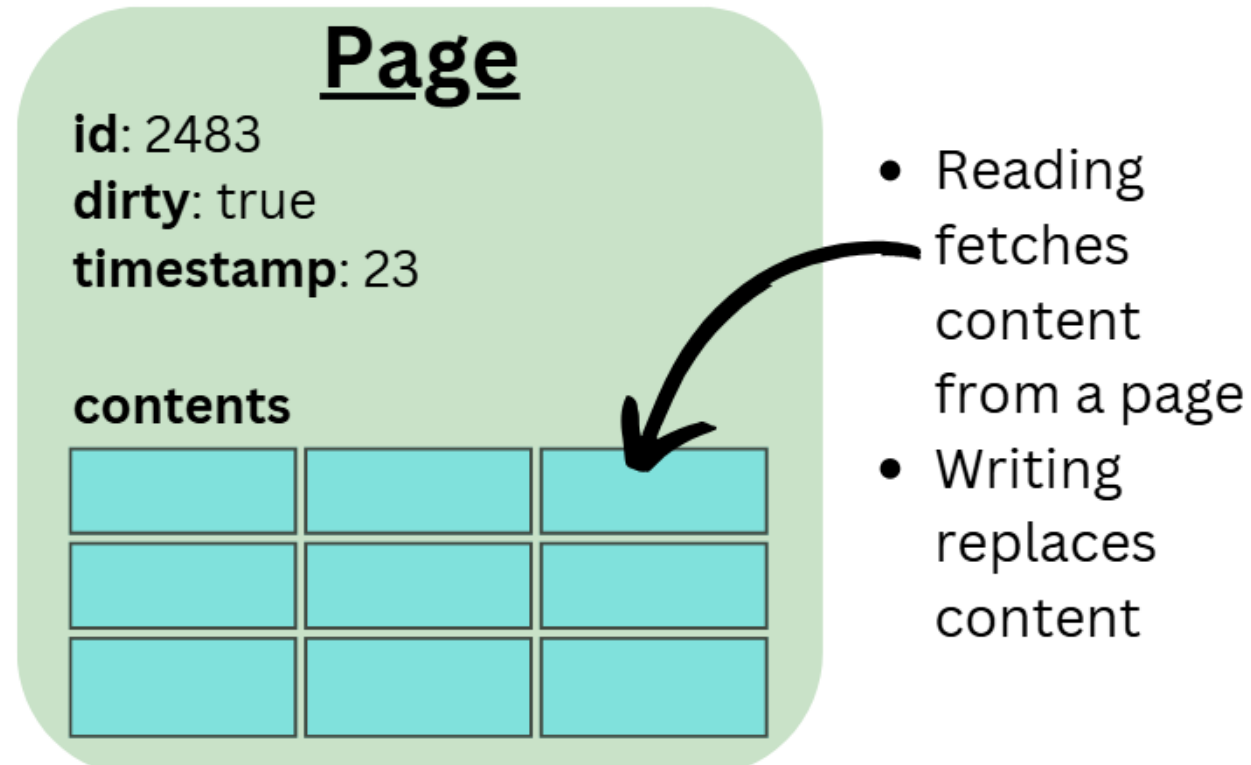 Page
id: 2483
dirty: true
timestamp: 23
contents
• Reading
fetches
content
from a page
• Writing
replaces
content